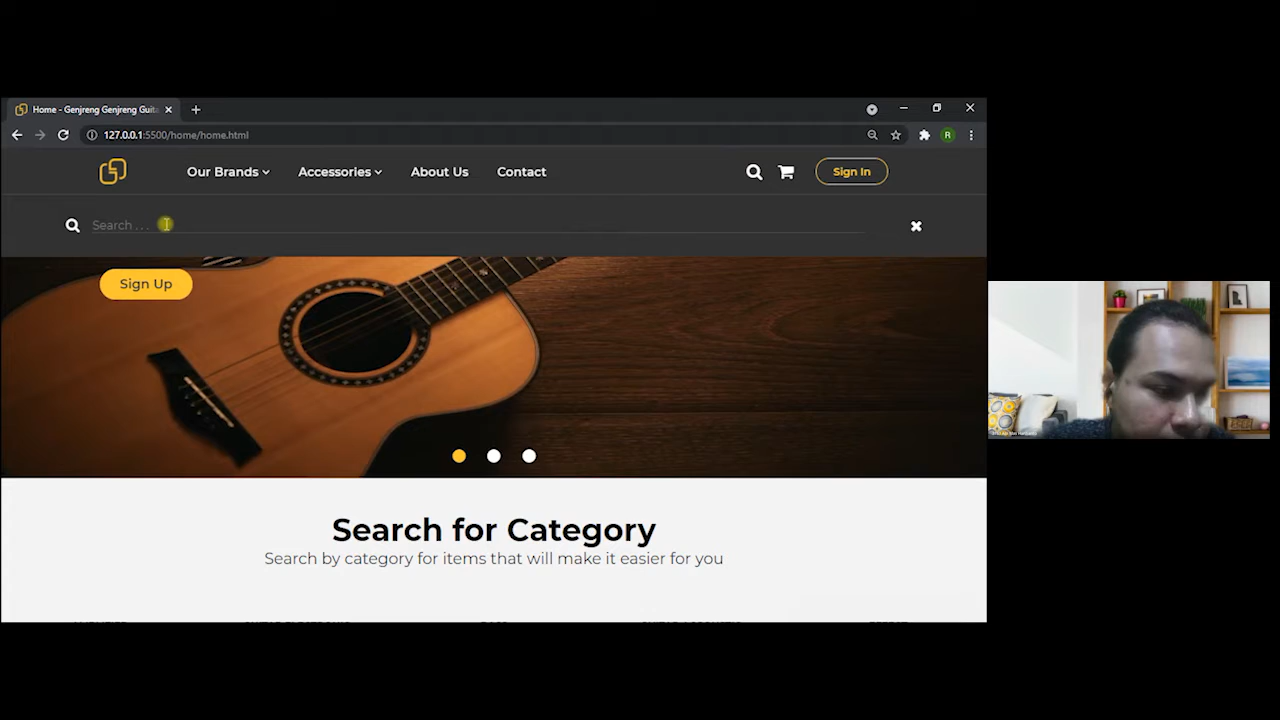 Home - Genjreng Genjreng Guita
127.0.0.1:5500/home/home.html
R
Our Brands
Accessories
About Us
Contact
Sign In
Search . . .
Sign Up
Search for Category
Search by category for items that will make it easier for you